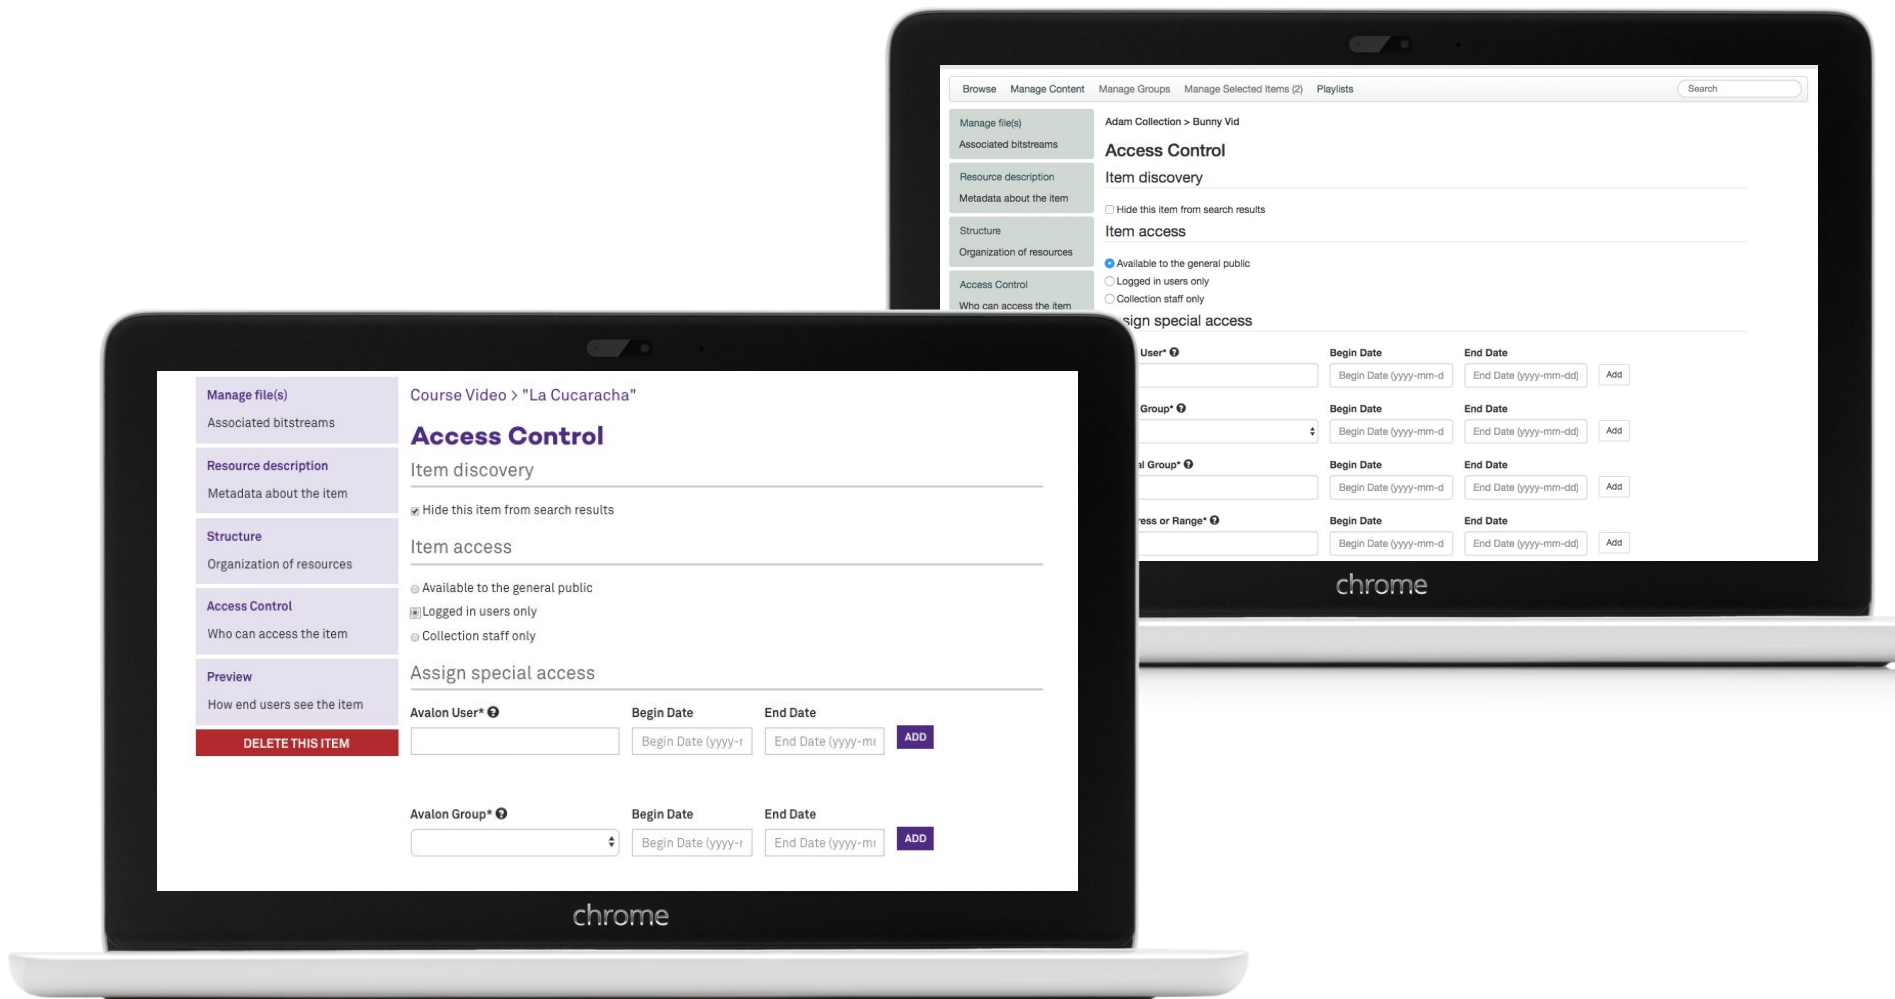 Browse Manage Content Manage Groups Manage Selected Items (2) Playlists Search
Manage file(s)
Associated bitstreams
Resource description
Metadata about the item
Structure
Organization of resources
Access Control
Who can access the item
Adam Collection > Bunny Vid
Access Control
Item discovery
Hide this item from search results
Item access
Available to the general public
Logged in users only
Collection staff only
sign special access
User* Begin Date End Date
Begin Date (yyyy-mm-d End Date (yyyy-mm-dd) Add
Group* Begin Date End Date
Begin Date (yyyy-mm-d End Date (yyyy-mm-dd) Add
al Group* Begin Date End Date
Begin Date (yyyy-mm-d End Date (yyyy-mm-dd) Add
ress or Range* Begin Date End Date
Begin Date (yyyy-mm-d End Date (yyyy-mm-dd) Add
chrome
Manage file(s)
Associated bitstreams
Resource description
Metadata about the item
Structure
Organization of resources
Access Control
Who can access the item
Preview
How end users see the item
DELETE THIS ITEM
Course Video > "La Cucaracha"
Access Control
Item discovery
Hide this item from search results
Item access
Available to the general public
Logged in users only
Collection staff only
Assign special access
Avalon User* Begin Date End Date
Begin Date (yyyy-r End Date (yyyy-mı ADD
Avalon Group* Begin Date End Date
Begin Date (yyyy-r End Date (yyyy-mı ADD
chrome